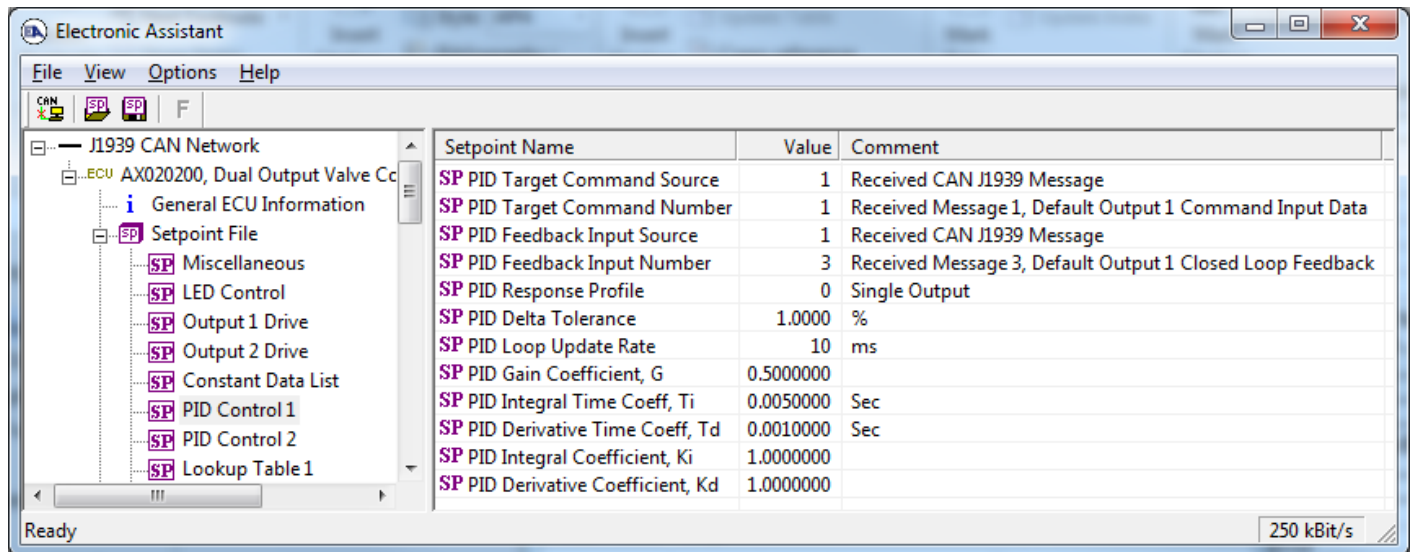 Electronic Assistant
File View Options Help
CAN SP SP F
J1939 CAN Network
ECU AX020200, Dual Output Valve Cc
i General ECU Information
SP Setpoint File
SP Miscellaneous
SP LED Control
SP Output 1 Drive
SP Output 2 Drive
SP Constant Data List
SP PID Control 1
SP PID Control 2
SP Lookup Table 1
Setpoint Name Value Comment
SP PID Target Command Source 1 Received CAN J1939 Message
SP PID Target Command Number 1 Received Message 1, Default Output 1 Command Input Data
SP PID Feedback Input Source 1 Received CAN J1939 Message
SP PID Feedback Input Number 3 Received Message 3, Default Output 1 Closed Loop Feedback
SP PID Response Profile 0 Single Output
SP PID Delta Tolerance 1.0000 %
SP PID Loop Update Rate 10 ms
SP PID Gain Coefficient, G 0.5000000
SP PID Integral Time Coeff, Ti 0.0050000 Sec
SP PID Derivative Time Coeff, Td 0.0010000 Sec
SP PID Integral Coefficient, Ki 1.0000000
SP PID Derivative Coefficient, Kd 1.0000000
Ready 250 kBit/s